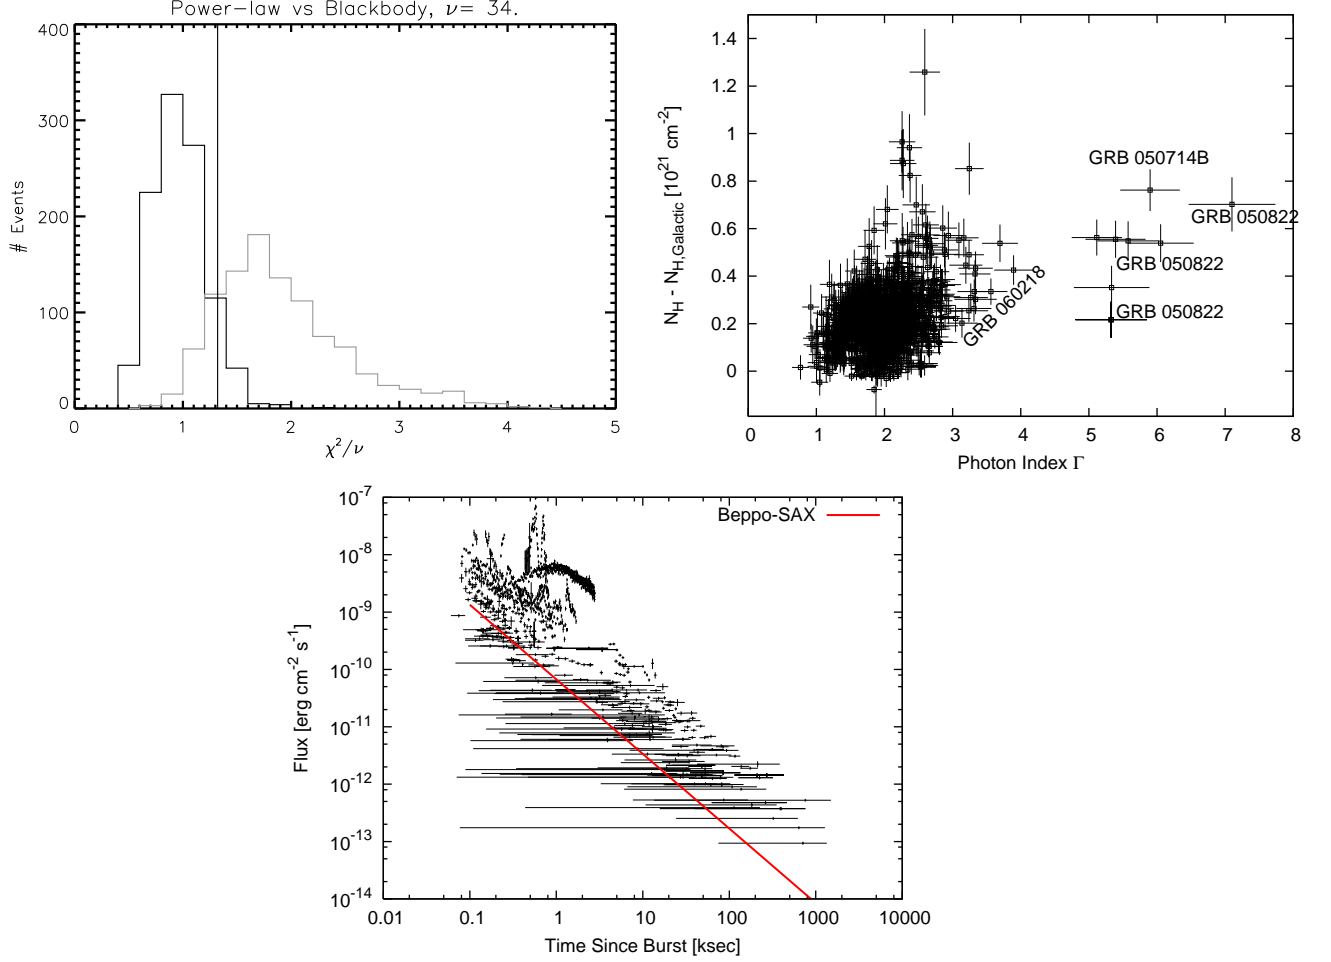 Power-law vs Blackbody, ν= 34.
400
300
200
100
0
# Events
0 1 2 3 4 5
χ²/ν
1.4
1.2
1
0.8
0.6
0.4
0.2
0
N_H - N_H,Galactic [10^21 cm^-2]
GRB 050714B
GRB 050822
GRB 050822
GRB 060218
GRB 050822
0 1 2 3 4 5 6 7 8
Photon Index Γ
10^-7
10^-8
10^-9
10^-10
10^-11
10^-12
10^-13
10^-14
Flux [erg cm^-2 s^-1]
Beppo-SAX
0.01 0.1 1 10 100 1000 10000
Time Since Burst [ksec]